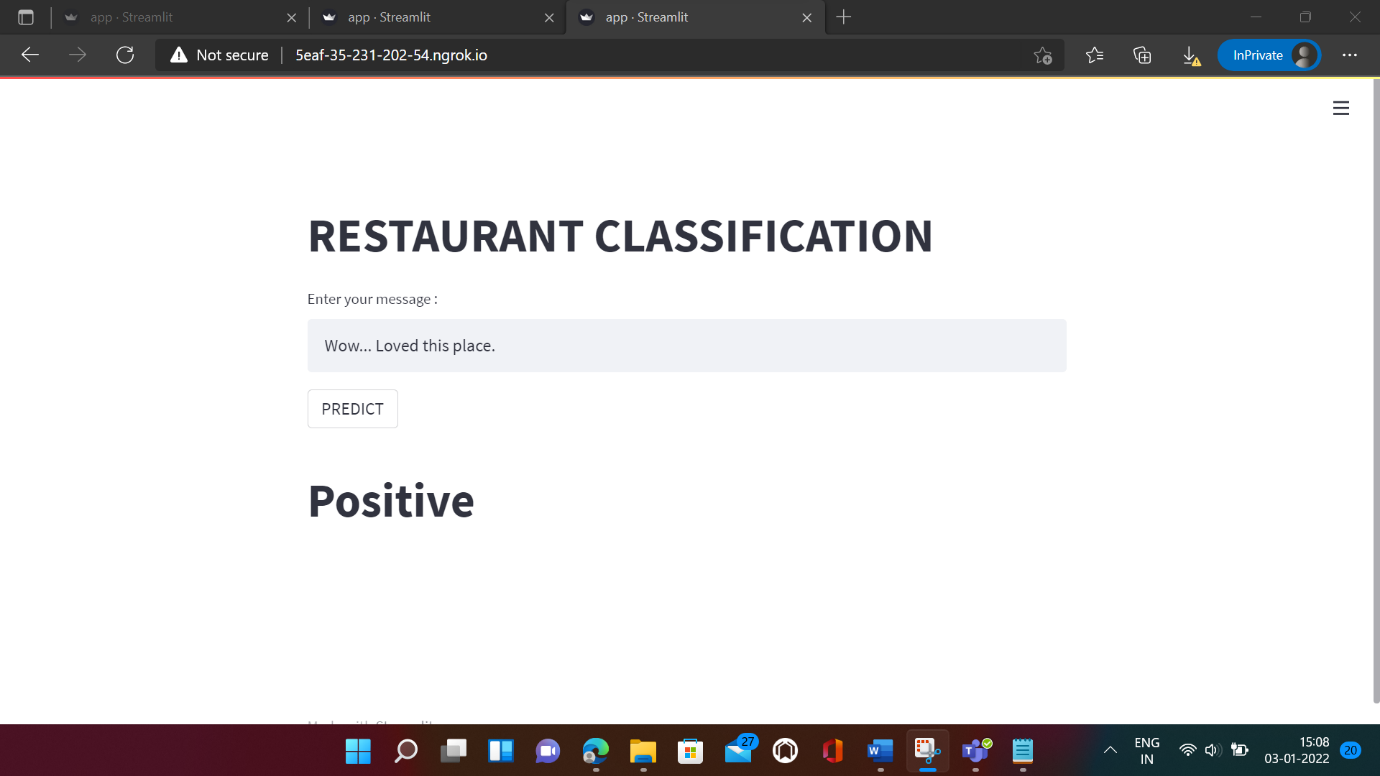 app · Streamlit
app · Streamlit
app · Streamlit
Not secure
5eaf-35-231-202-54.ngrok.io
InPrivate
RESTAURANT CLASSIFICATION
Enter your message :
Wow... Loved this place.
PREDICT
Positive
27
ENG
IN
15:08
03-01-2022
20